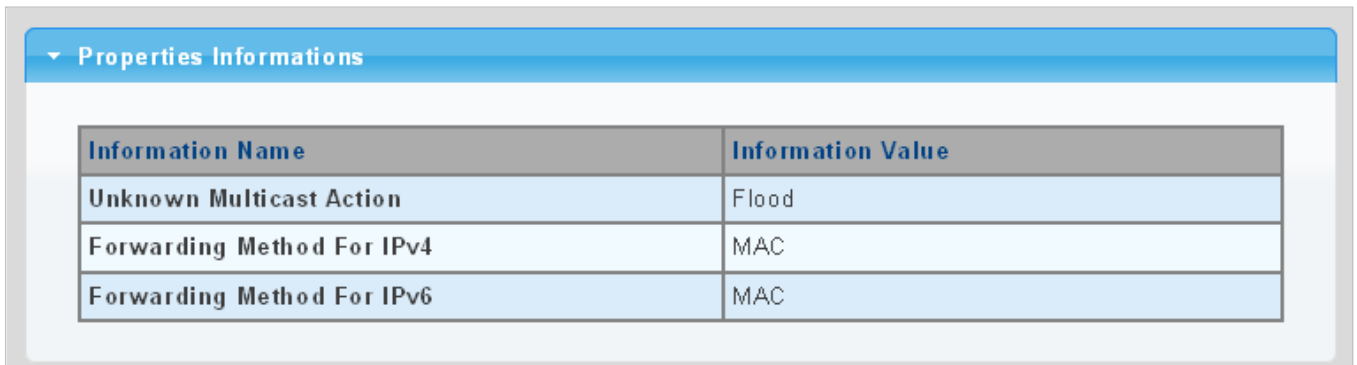 Properties Informations
Information Name Information Value
Unknown Multicast Action Flood
Forwarding Method For IPv4 MAC
Forwarding Method For IPv6 MAC